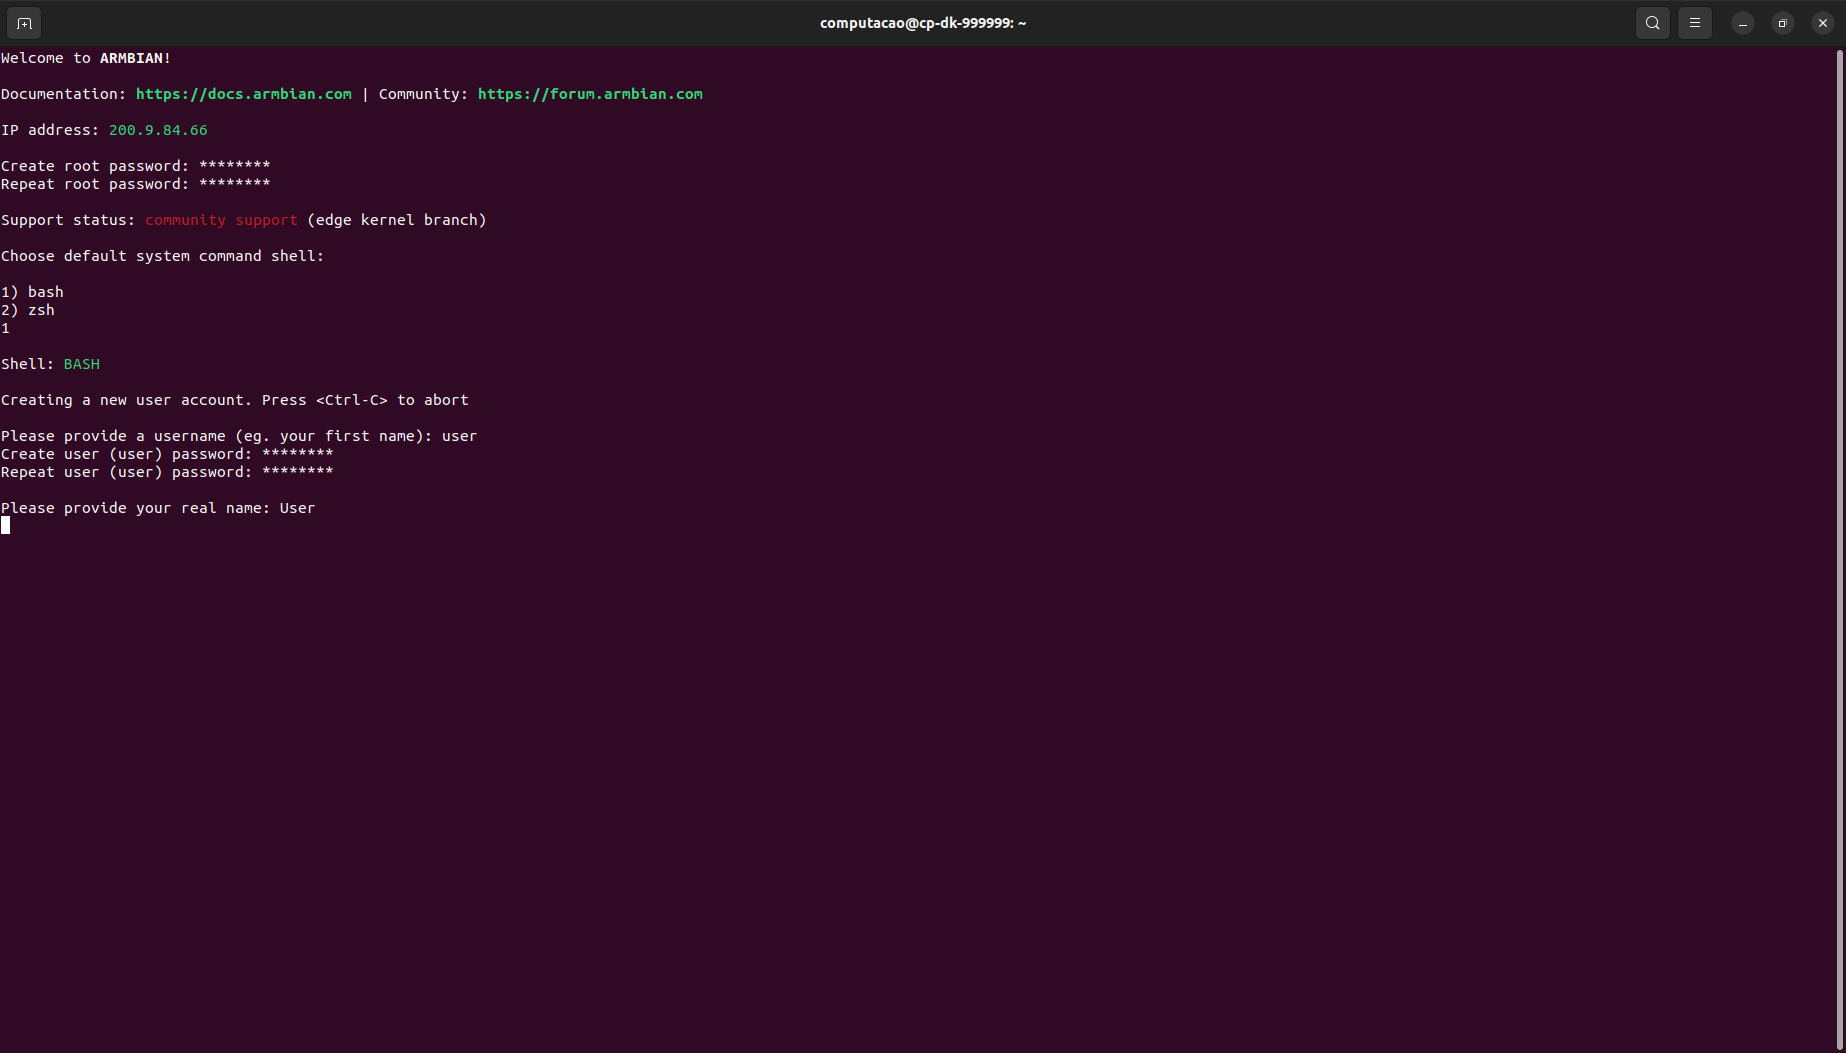 computacao@cp-dk-999999: ~
Welcome to ARMBIAN!
Documentation: https://docs.armbian.com | Community: https://forum.armbian.com
IP address: 200.9.84.66
Create root password: ********
Repeat root password: ********
Support status: community support (edge kernel branch)
Choose default system command shell:
1) bash
2) zsh
1
Shell: BASH
Creating a new user account. Press <Ctrl-C> to abort
Please provide a username (eg. your first name): user
Create user (user) password: ********
Repeat user (user) password: ********
Please provide your real name: User